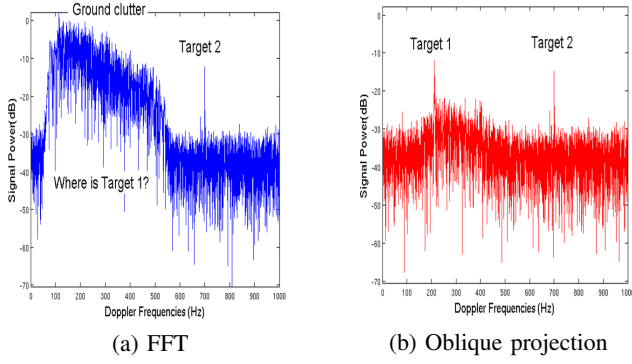 Ground clutter
Target 2
Where is Target 1?
Signal Power(dB)
0
-10
-20
-30
-40
-50
-60
-70
0 100 200 300 400 500 600 700 800 900 1000
Doppler Frequencies (Hz)
(a) FFT
Target 1
Target 2
Signal Power(dB)
0
-10
-20
-30
-40
-50
-60
-70
0 100 200 300 400 500 600 700 800 900 1000
Doppler Frequencies (Hz)
(b) Oblique projection